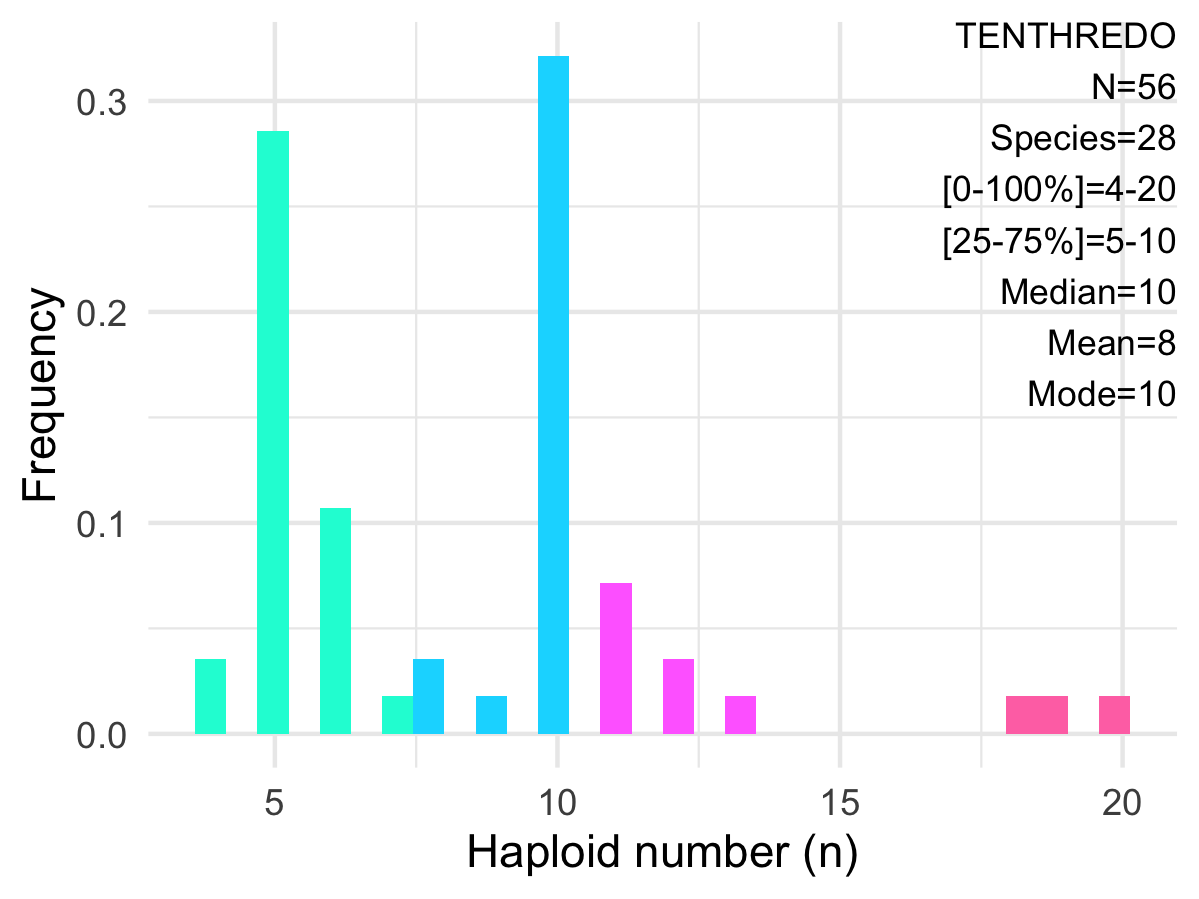 TENTHREDO
N=56
Species=28
[0-100%]=4-20
[25-75%]=5-10
Median=10
Mean=8
Mode=10
Frequency
0.3
0.2
0.1
0.0
5 10 15 20
Haploid number (n)